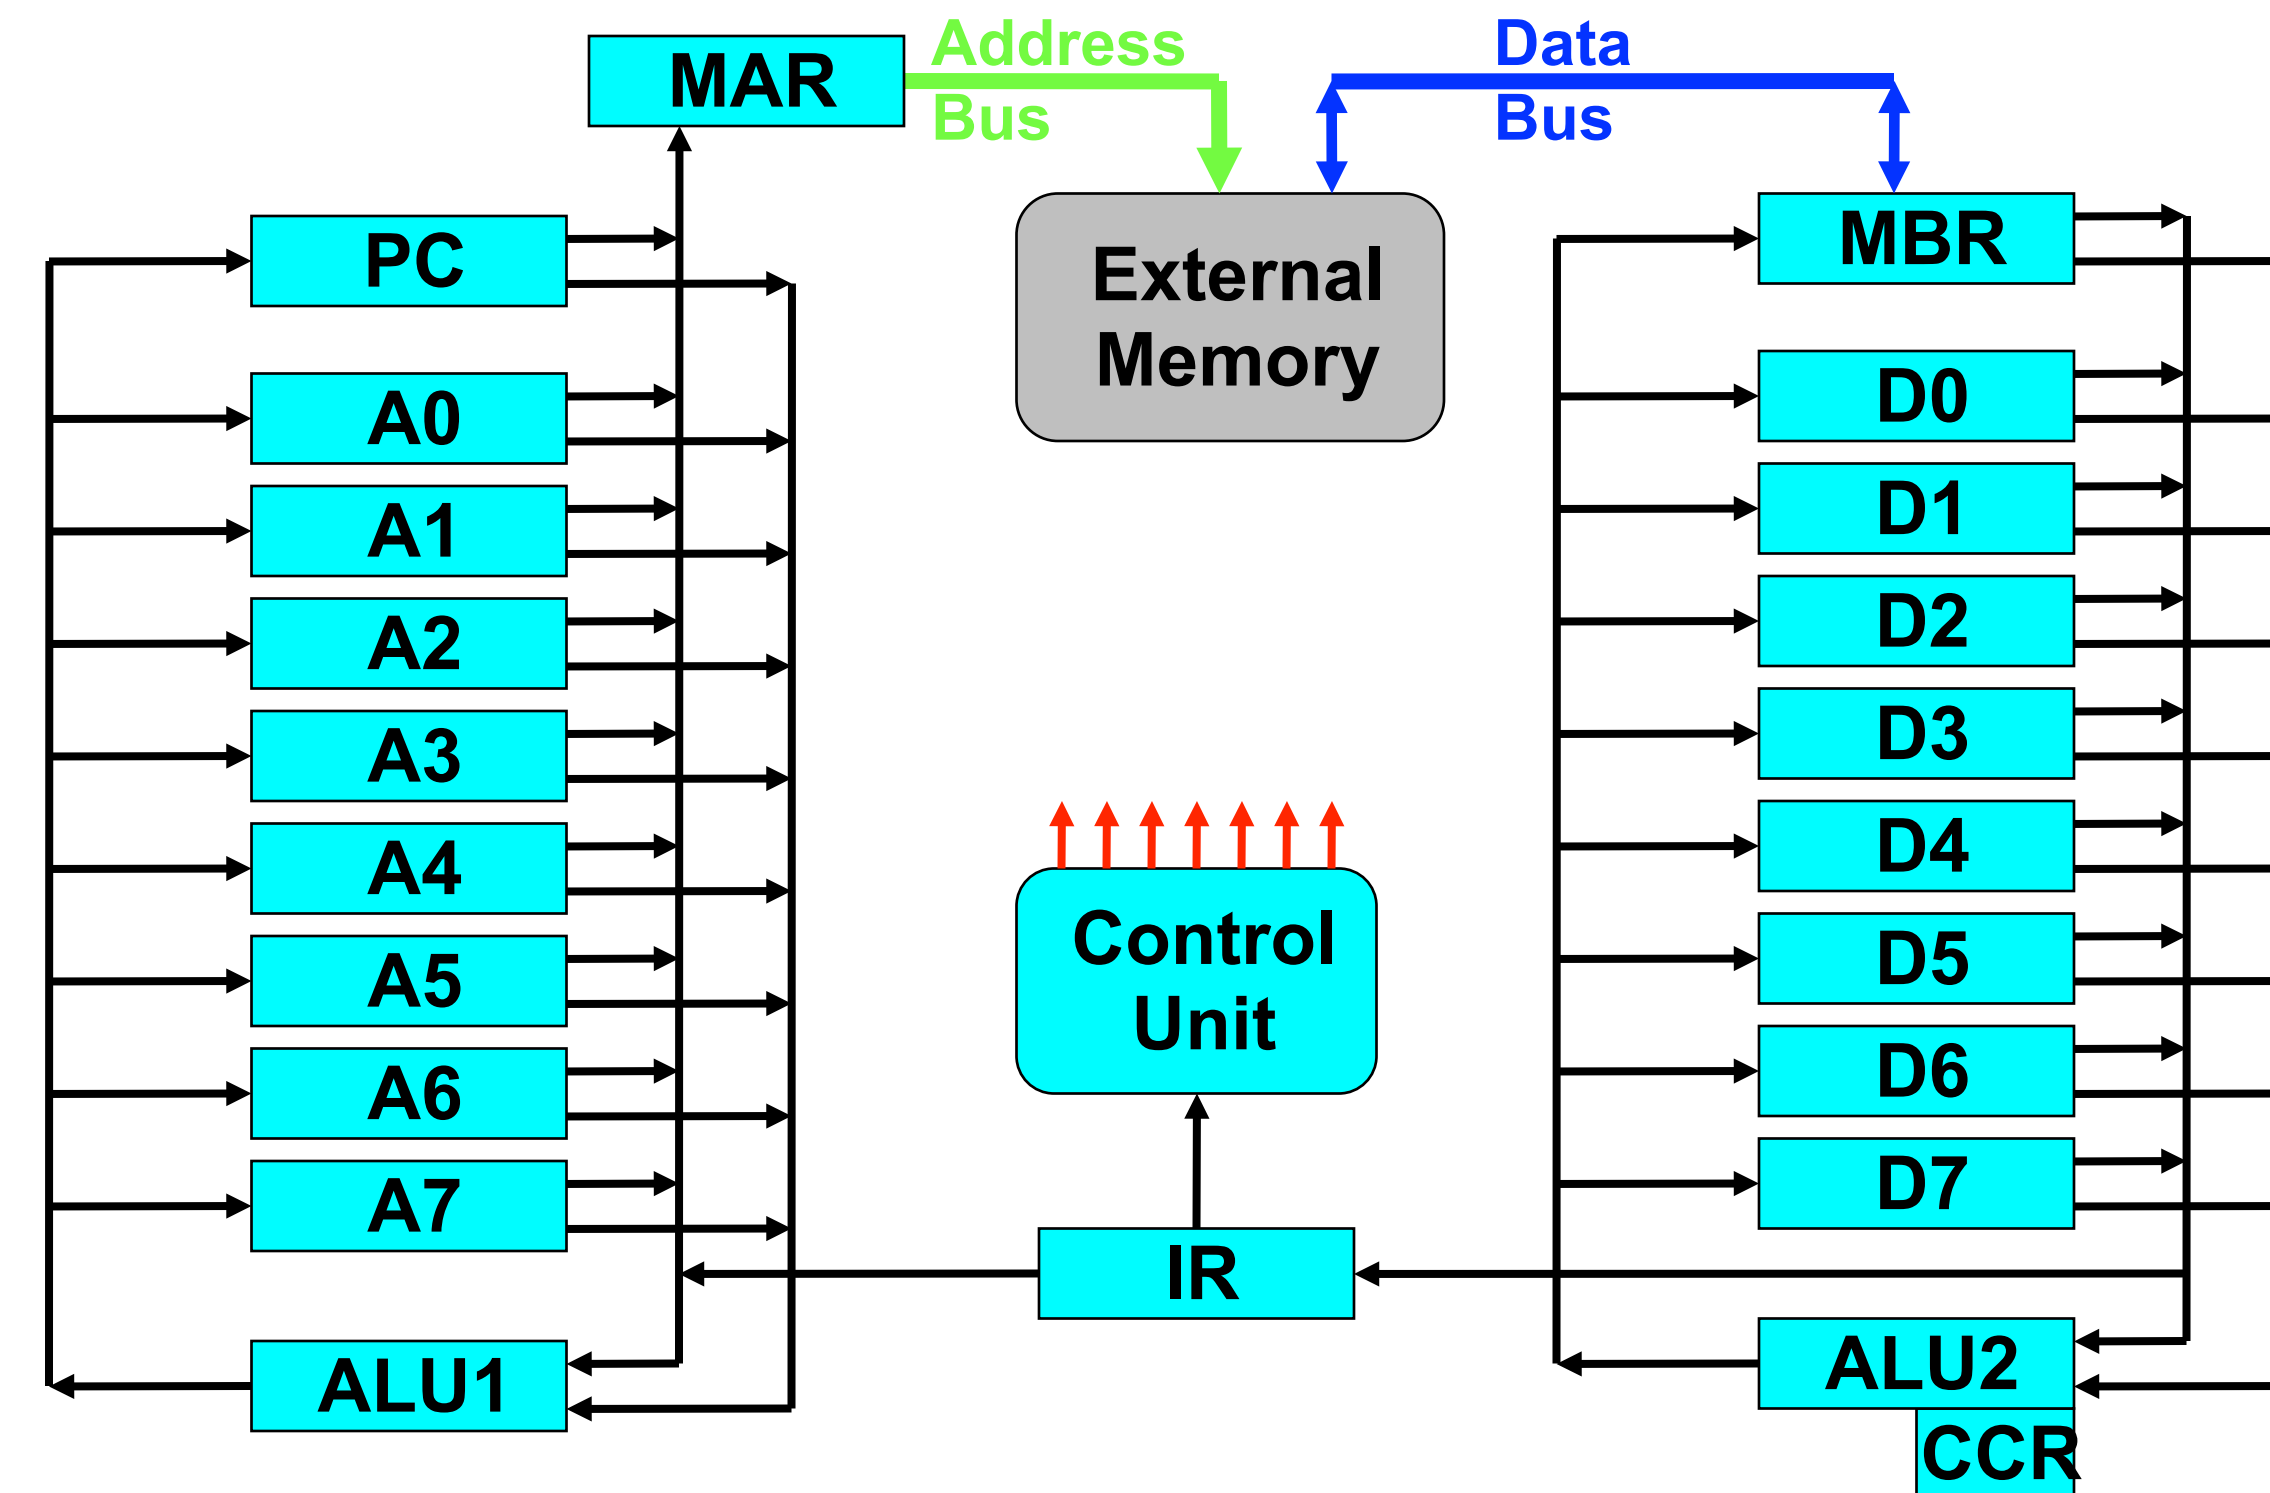 MAR
Address
Bus
Data
Bus
PC
A0
A1
A2
A3
A4
A5
A6
A7
ALU1
External
Memory
Control
Unit
IR
MBR
D0
D1
D2
D3
D4
D5
D6
D7
ALU2
CCR